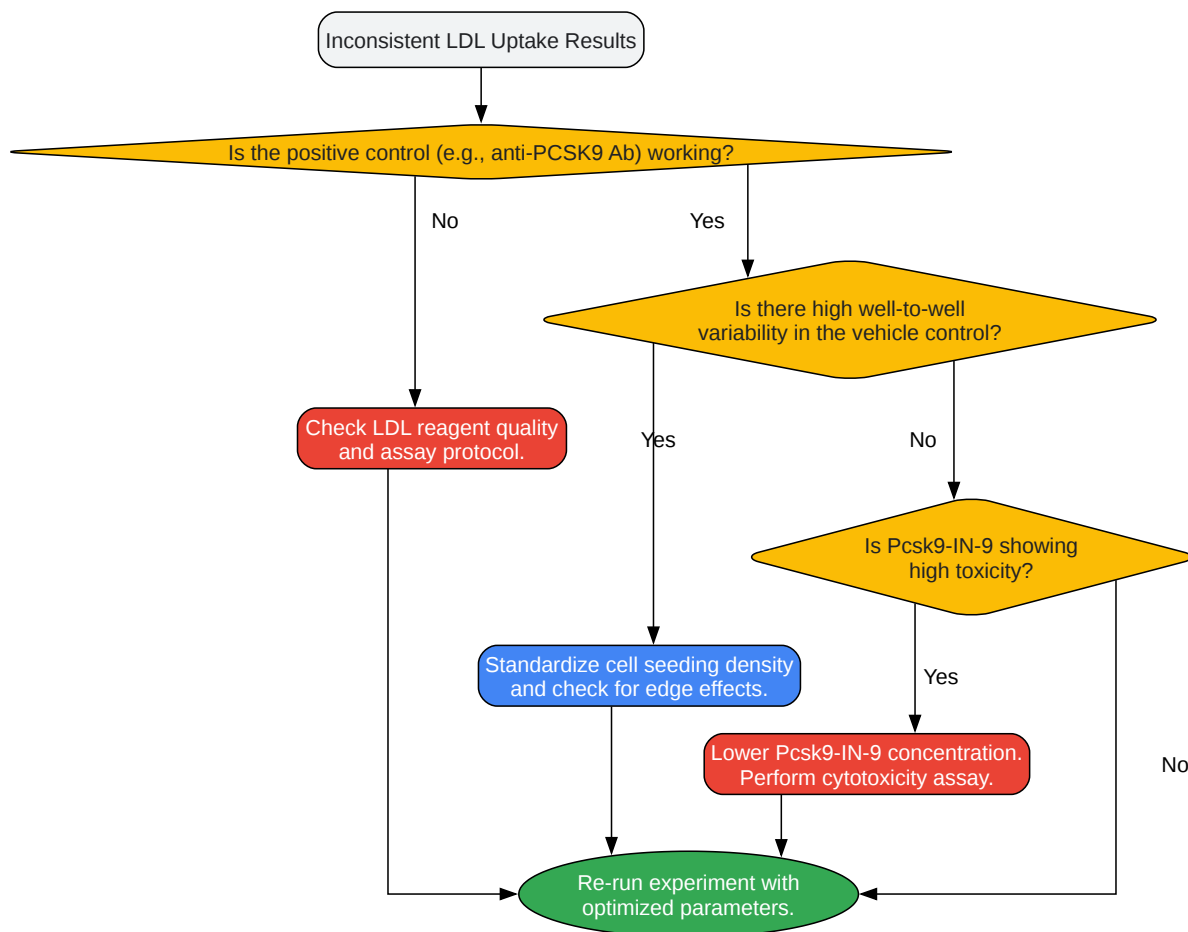 Inconsistent LDL Uptake Results
Is the positive control (e.g., anti-PCSK9 Ab) working?
No
Yes
Is there high well-to-well
variability in the vehicle control?
Check LDL reagent quality
and assay protocol.
Yes
No
Is Pcsk9-IN-9 showing
high toxicity?
Standardize cell seeding density
and check for edge effects.
Yes
Lower Pcsk9-IN-9 concentration.
Perform cytotoxicity assay.
No
Re-run experiment with
optimized parameters.